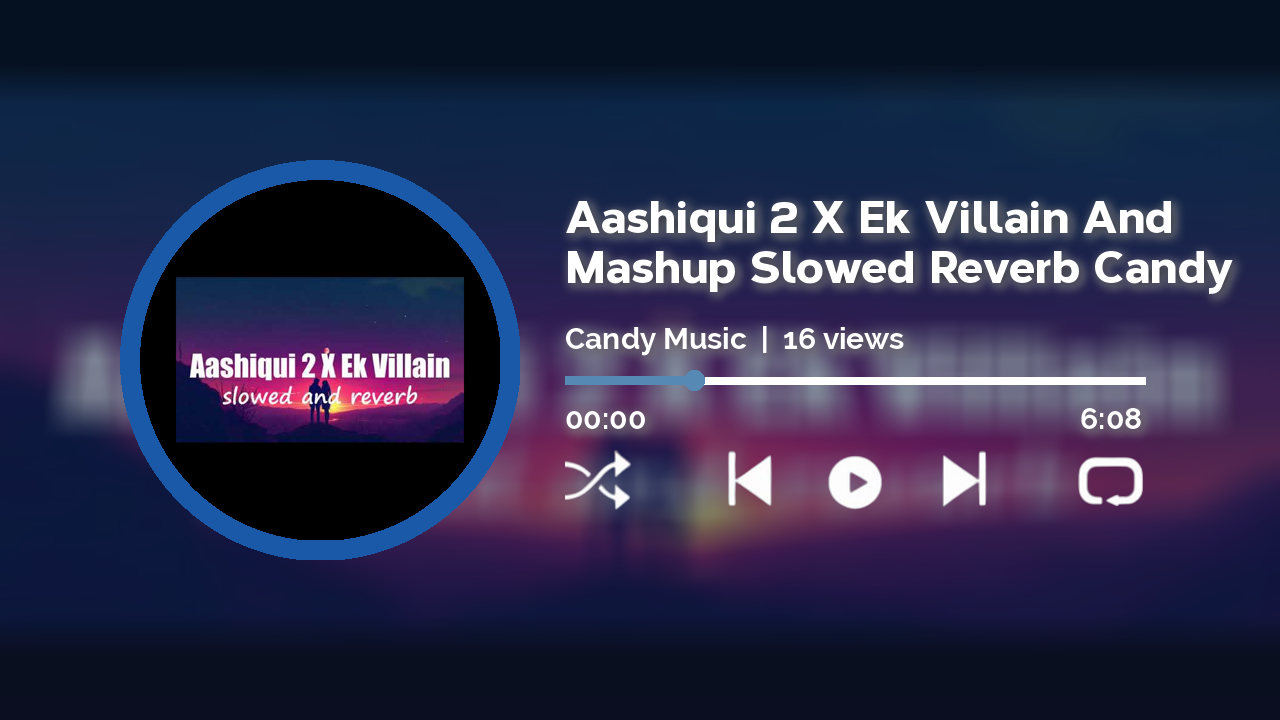 Aashiqui 2 X Ek Villain And
Mashup Slowed Reverb Candy
Candy Music | 16 views
00:00
6:08
Aashiqui 2 X Ek Villain
slowed and reverb